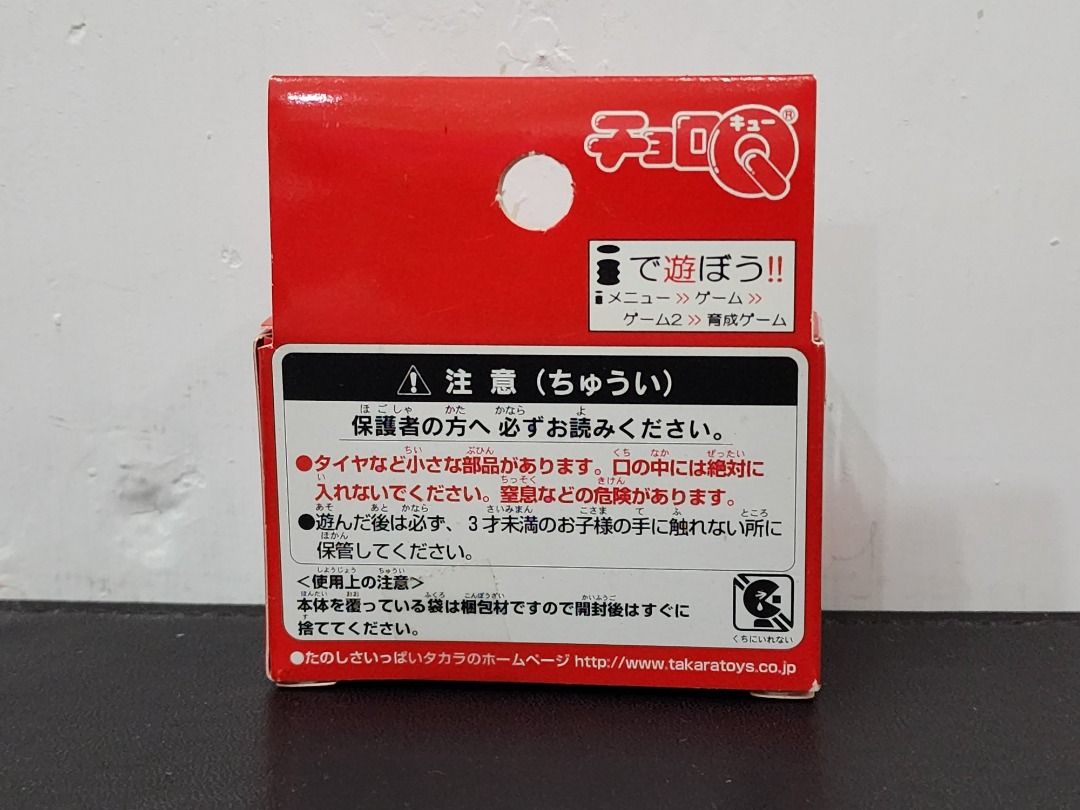 チョロQ®
キュー
iで遊ぼう!!
iメニュー≫ゲーム≫
ゲーム2≫育成ゲーム
⚠注意（ちゅうい）
ほごしゃ かた かなら よ
保護者の方へ 必ずお読みください。
ちい ぶひん くち なか ぜったい
●タイヤなど小さな部品があります。口の中には絶対に
い ちっそく きけん
入れないでください。窒息などの危険があります。
あそ あと かなら さいみまん こさま て ふ ところ
●遊んだ後は必ず、3才未満のお子様の手に触れない所に
ほかん
保管してください。
しようじょう ちゅうい
＜使用上の注意＞
ほんたい おお ふくろ こんぽうざい かいふうご
本体を覆っている袋は梱包材ですので開封後はすぐに
す
捨ててください。
くちにいれない
●たのしさいっぱいタカラのホームページ http://www.takaratoys.co.jp